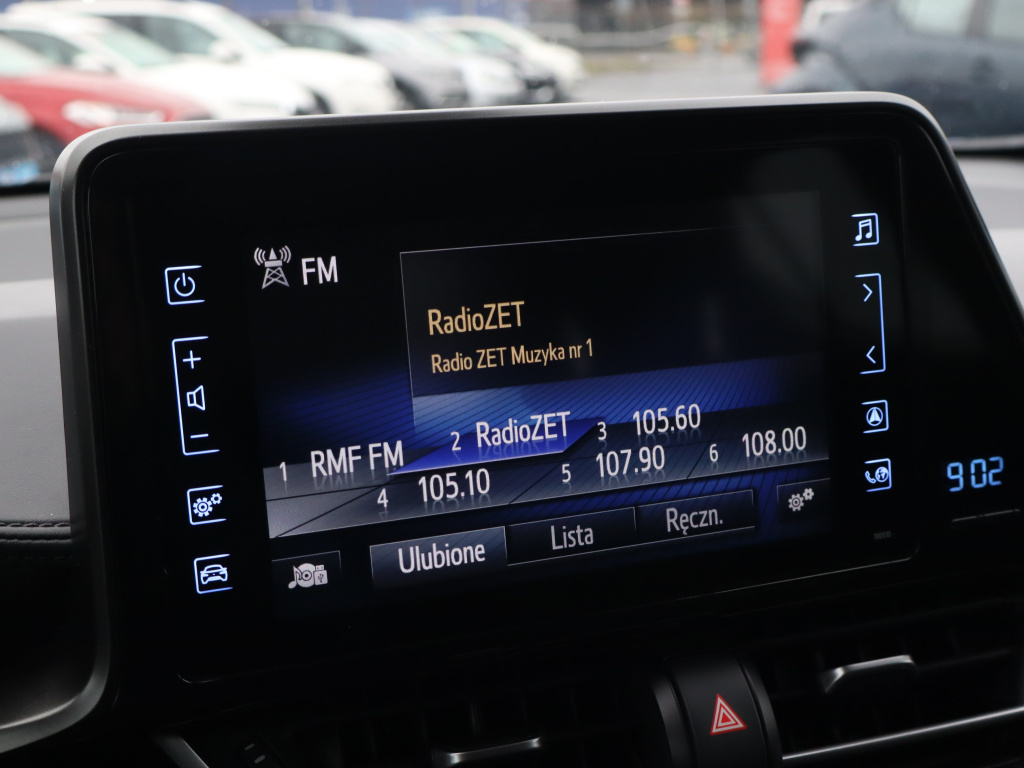 FM
RadioZET
Radio ZET Muzyka nr 1
1 RMF FM 2 RadioZET 3 105.60
4 105.10 5 107.90 6 108.00
Ulubione Lista Ręczn.
+
−
9:02